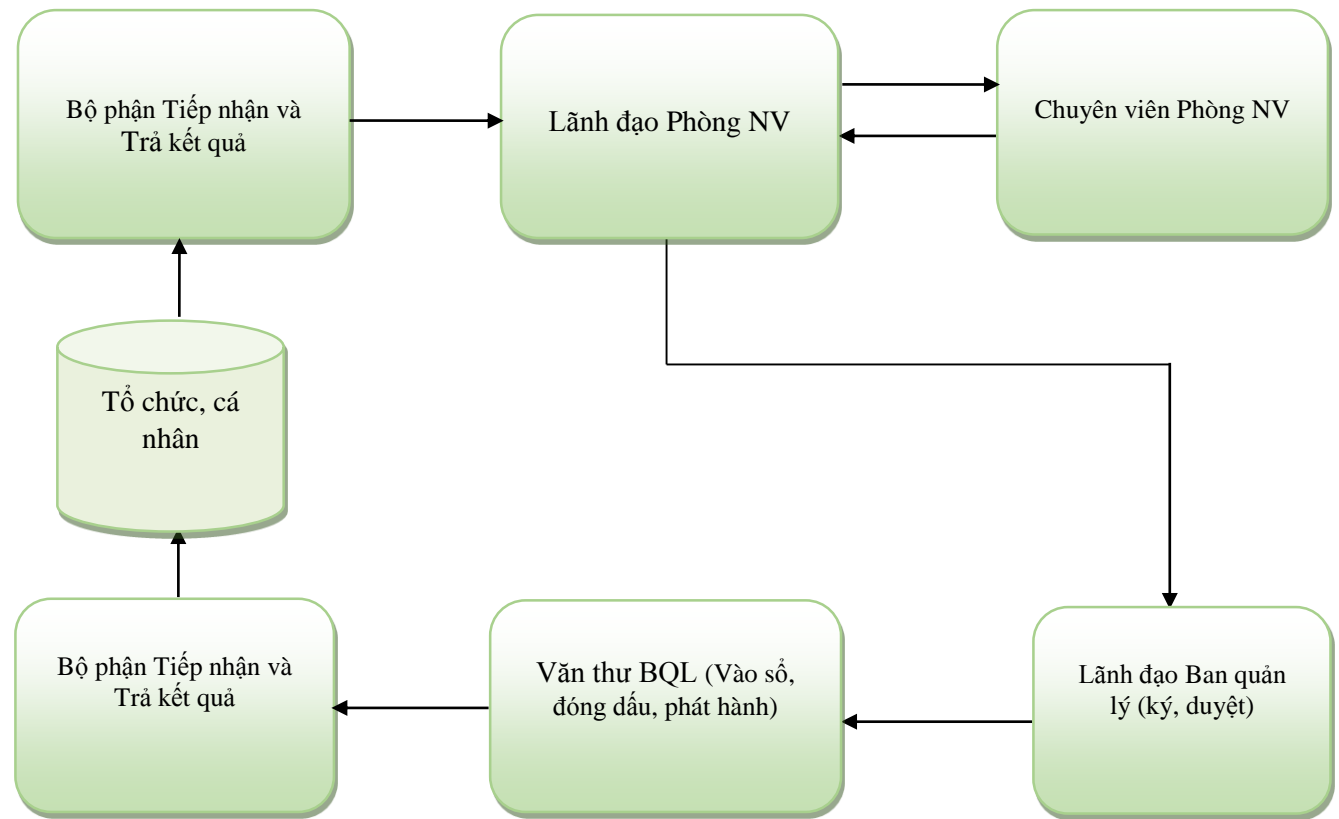 Bộ phận Tiếp nhận và
Trả kết quả
Lãnh đạo Phòng NV
Chuyên viên Phòng NV
Tổ chức, cá
nhân
Bộ phận Tiếp nhận và
Trả kết quả
Văn thư BQL (Vào sổ,
đóng dấu, phát hành)
Lãnh đạo Ban quản
lý (ký, duyệt)